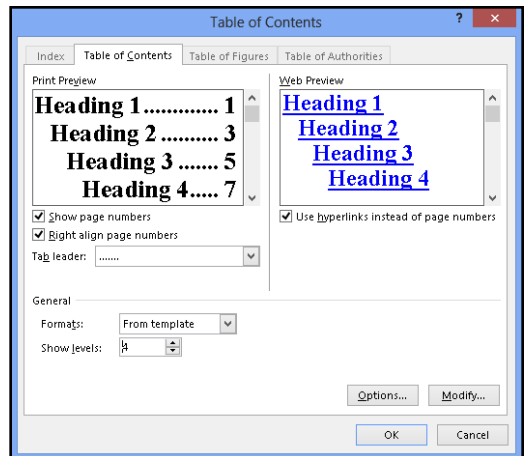 Table of Contents
? ×
Index Table of Contents Table of Figures Table of Authorities
Print Preview
Heading 1............. 1
Heading 2 .......... 3
Heading 3 ....... 5
Heading 4..... 7
Show page numbers
Right align page numbers
Tab leader: .......
Web Preview
Heading 1
Heading 2
Heading 3
Heading 4
Use hyperlinks instead of page numbers
General
Formats: From template
Show levels: 4
Options... Modify...
OK Cancel